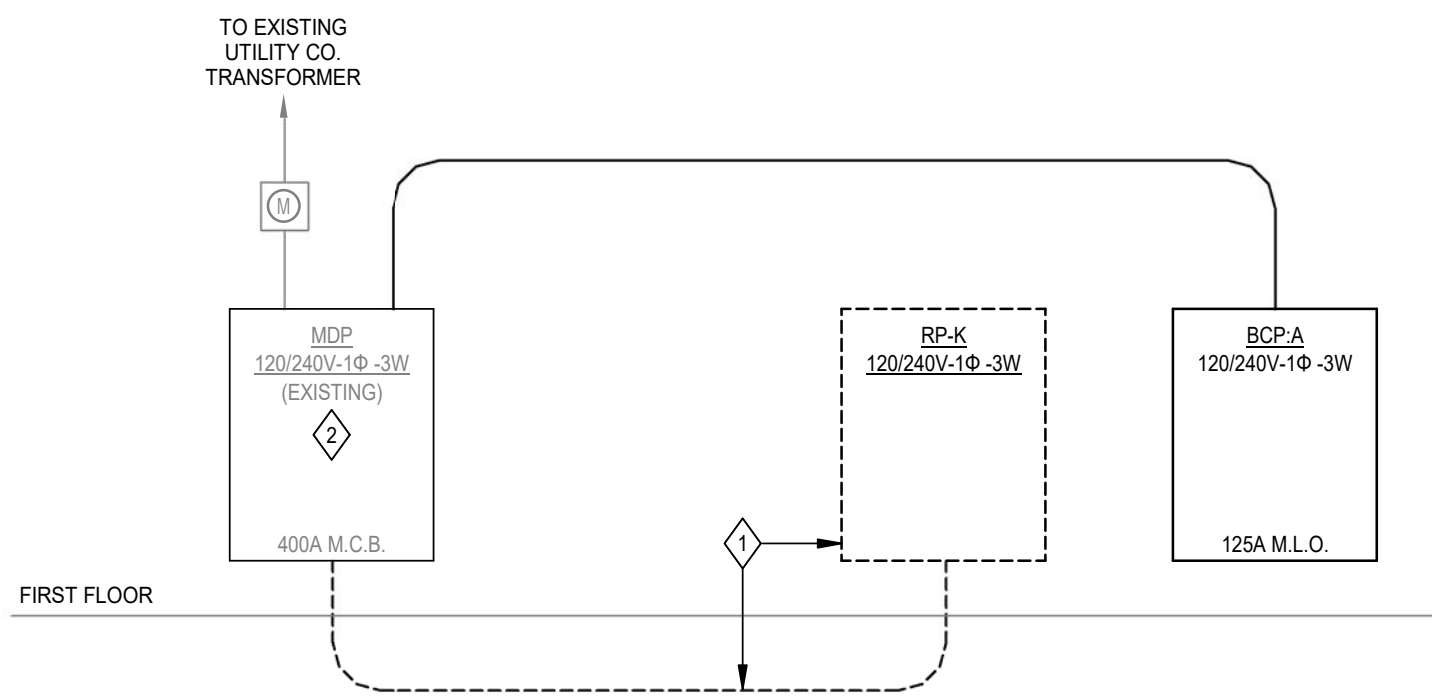 TO EXISTING
UTILITY CO.
TRANSFORMER
M
MDP
120/240V-1Φ -3W
(EXISTING)
2
400A M.C.B.
RP-K
120/240V-1Φ -3W
1
BCP:A
120/240V-1Φ -3W
125A M.L.O.
FIRST FLOOR